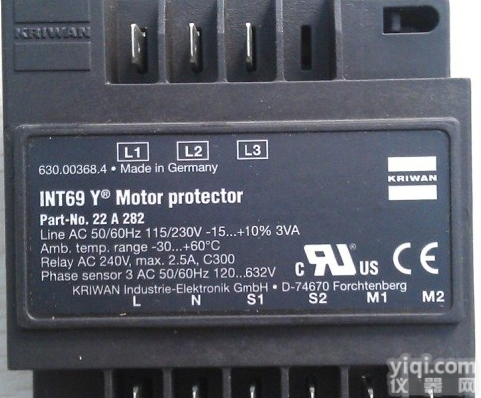 KRIWAN
L1 L2 L3
630.00368.4 • Made in Germany
INT69 Y® Motor protector
KRIWAN
Part-No. 22 A 282
Line AC 50/60Hz 115/230V -15...+10% 3VA
Amb. temp. range -30...+60°C
Relay AC 240V, max. 2.5A, C300
Phase sensor 3 AC 50/60Hz 120...632V
C RU US CE
KRIWAN Industrie-Elektronik GmbH • D-74670 Forchtenberg
L N S1 S2 M1 M2
yiqi.com
仪器网